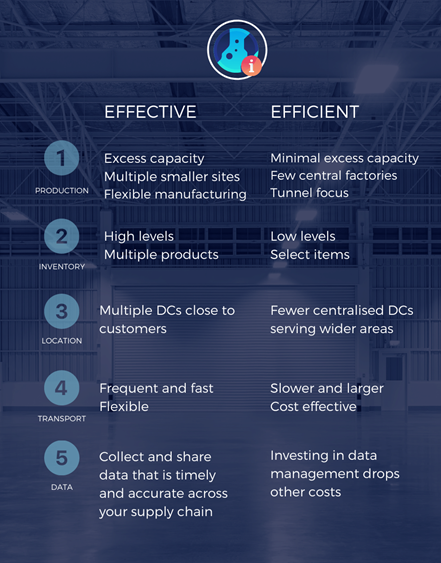 i
EFFECTIVE
EFFICIENT
1
PRODUCTION
Excess capacity
Multiple smaller sites
Flexible manufacturing
Minimal excess capacity
Few central factories
Tunnel focus
2
INVENTORY
High levels
Multiple products
Low levels
Select items
3
LOCATION
Multiple DCs close to
customers
Fewer centralised DCs
serving wider areas
4
TRANSPORT
Frequent and fast
Flexible
Slower and larger
Cost effective
5
DATA
Collect and share
data that is timely
and accurate across
your supply chain
Investing in data
management drops
other costs